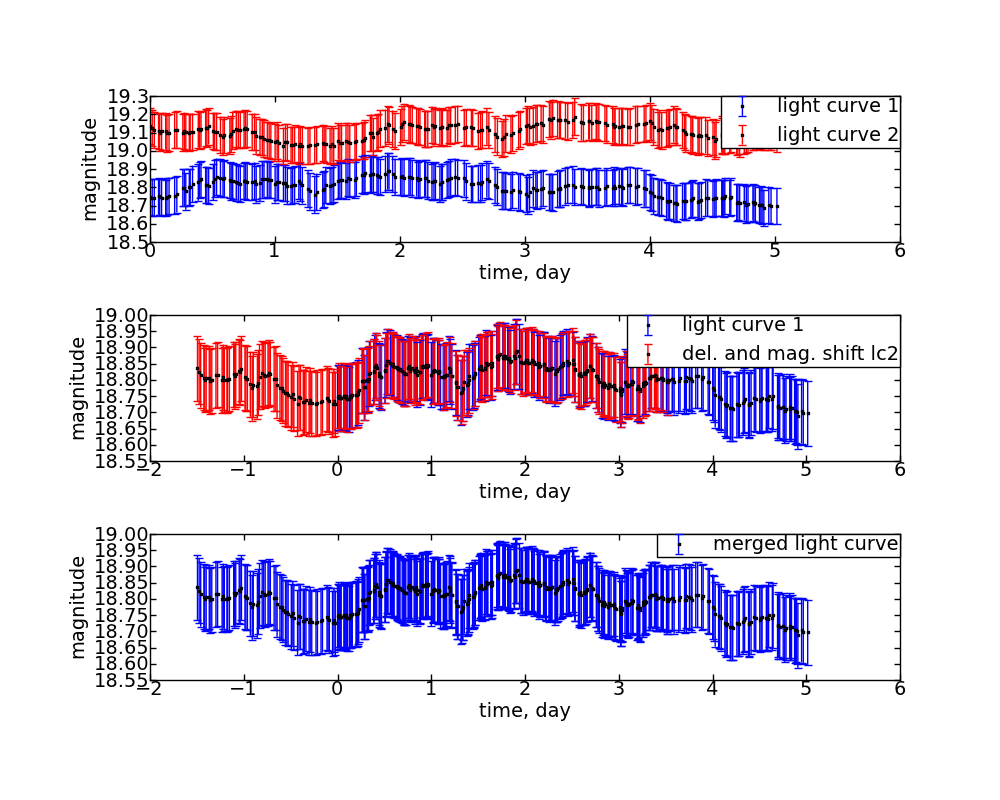 19.3
19.2
19.1
19.0
18.9
18.8
18.7
18.6
18.5
magnitude
light curve 1
light curve 2
0 1 2 3 4 5 6
time, day
19.00
18.95
18.90
18.85
18.80
18.75
18.70
18.65
18.60
18.55
magnitude
light curve 1
del. and mag. shift lc2
−2 −1 0 1 2 3 4 5 6
time, day
19.00
18.95
18.90
18.85
18.80
18.75
18.70
18.65
18.60
18.55
magnitude
merged light curve
−2 −1 0 1 2 3 4 5 6
time, day